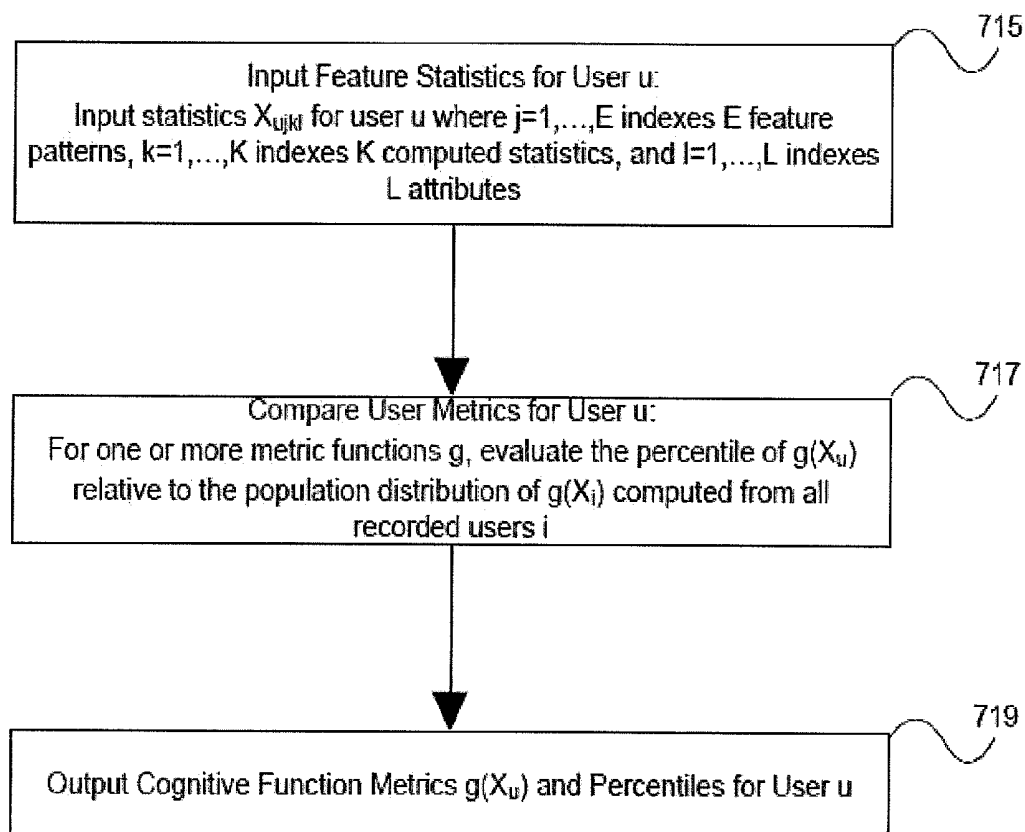 715
Input Feature Statistics for User u:
Input statistics Xujkl for user u where j=1,...,E indexes E feature
patterns, k=1,...,K indexes K computed statistics, and l=1,...,L indexes
L attributes
717
Compare User Metrics for User u:
For one or more metric functions g, evaluate the percentile of g(Xu)
relative to the population distribution of g(Xi) computed from all
recorded users i
719
Output Cognitive Function Metrics g(Xu) and Percentiles for User u